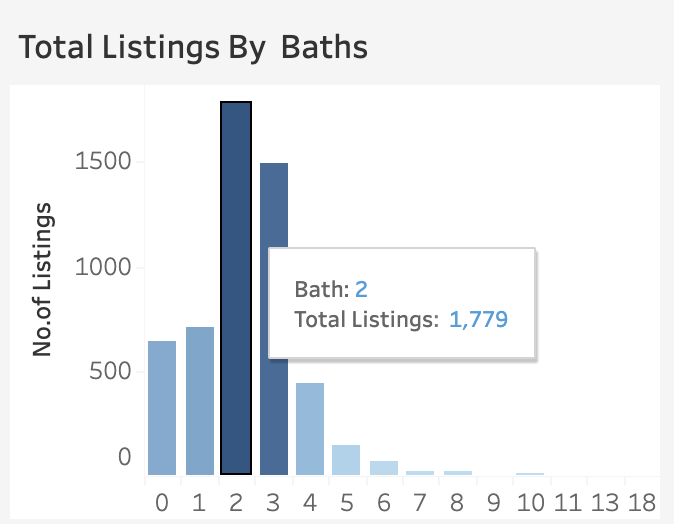 Total Listings By  Baths
No.of Listings
1500
1000
500
0
Bath: 2
Total Listings:  1,779
0 1 2 3 4 5 6 7 8 9 10 11 13 18